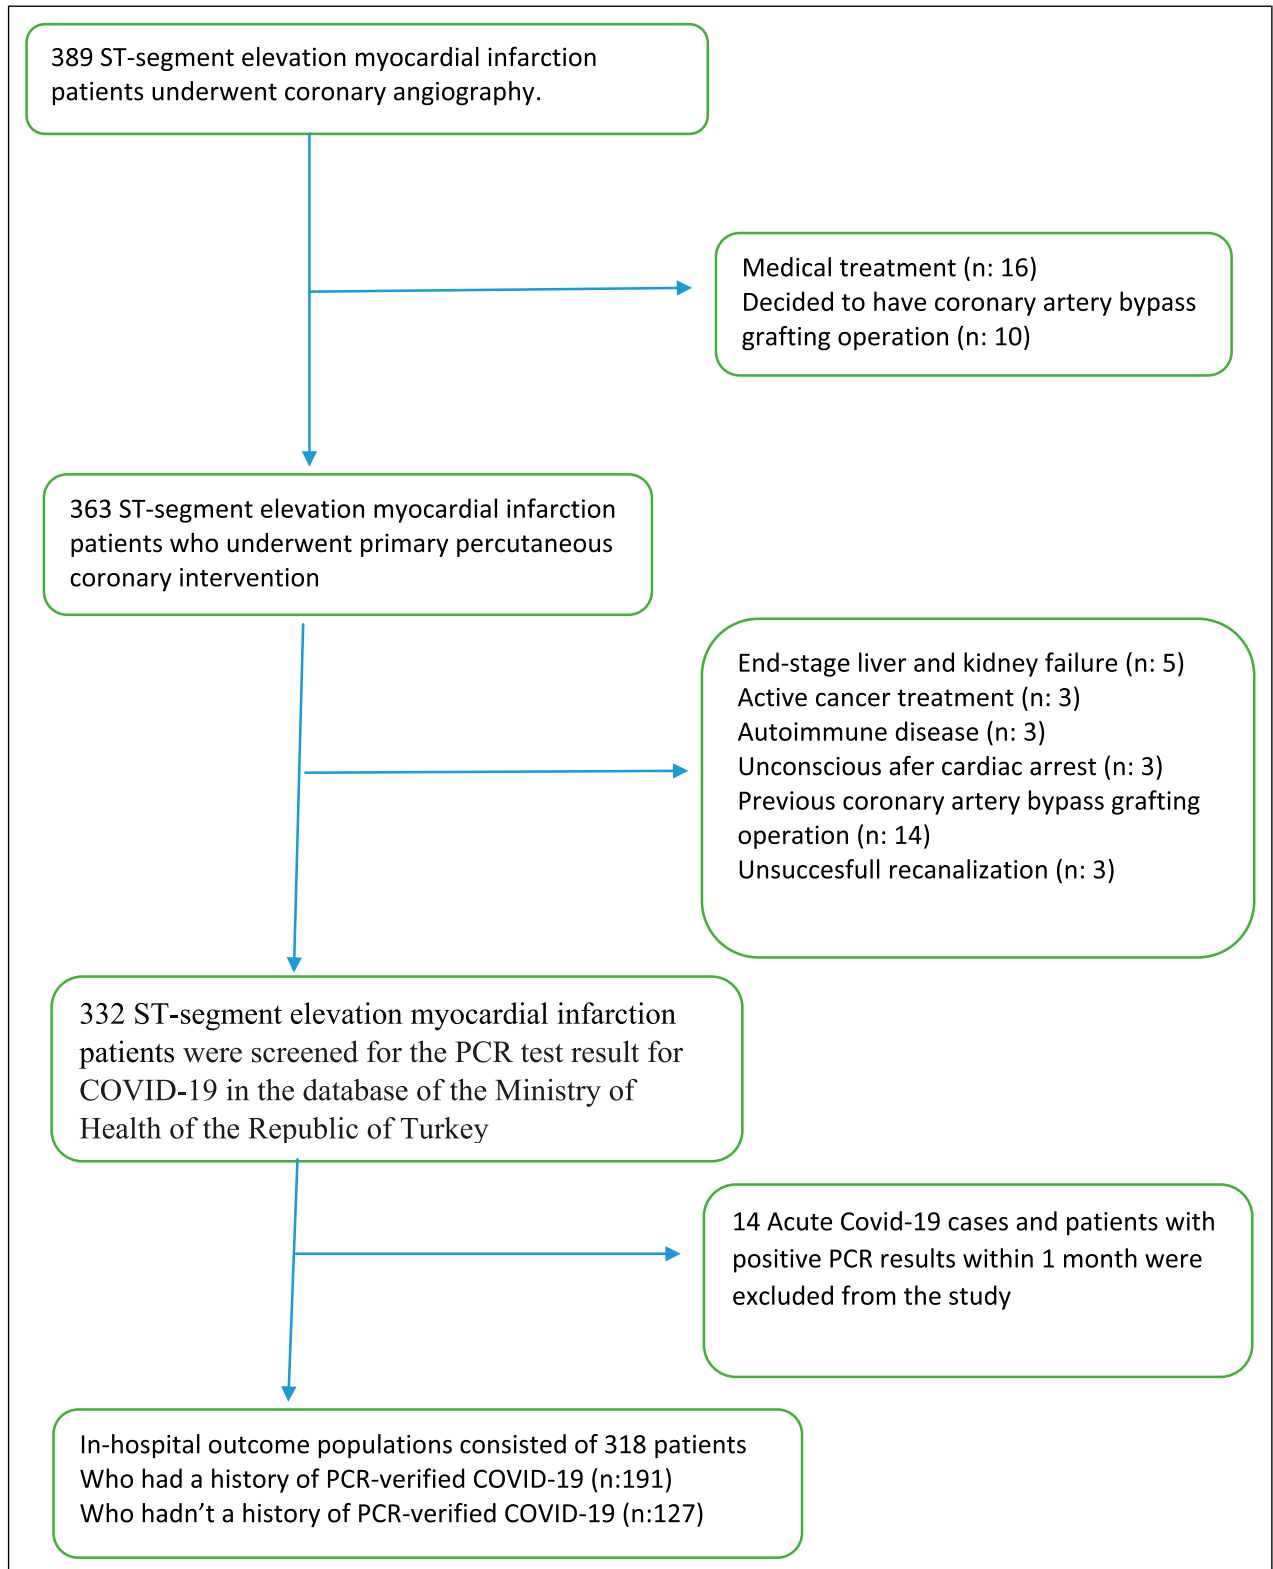 389 ST-segment elevation myocardial infarction
patients underwent coronary angiography.
Medical treatment (n: 16)
Decided to have coronary artery bypass
grafting operation (n: 10)
363 ST-segment elevation myocardial infarction
patients who underwent primary percutaneous
coronary intervention
End-stage liver and kidney failure (n: 5)
Active cancer treatment (n: 3)
Autoimmune disease (n: 3)
Unconscious afer cardiac arrest (n: 3)
Previous coronary artery bypass grafting
operation (n: 14)
Unsuccesfull recanalization (n: 3)
332 ST-segment elevation myocardial infarction
patients were screened for the PCR test result for
COVID-19 in the database of the Ministry of
Health of the Republic of Turkey
14 Acute Covid-19 cases and patients with
positive PCR results within 1 month were
excluded from the study
In-hospital outcome populations consisted of 318 patients
Who had a history of PCR-verified COVID-19 (n:191)
Who hadn’t a history of PCR-verified COVID-19 (n:127)